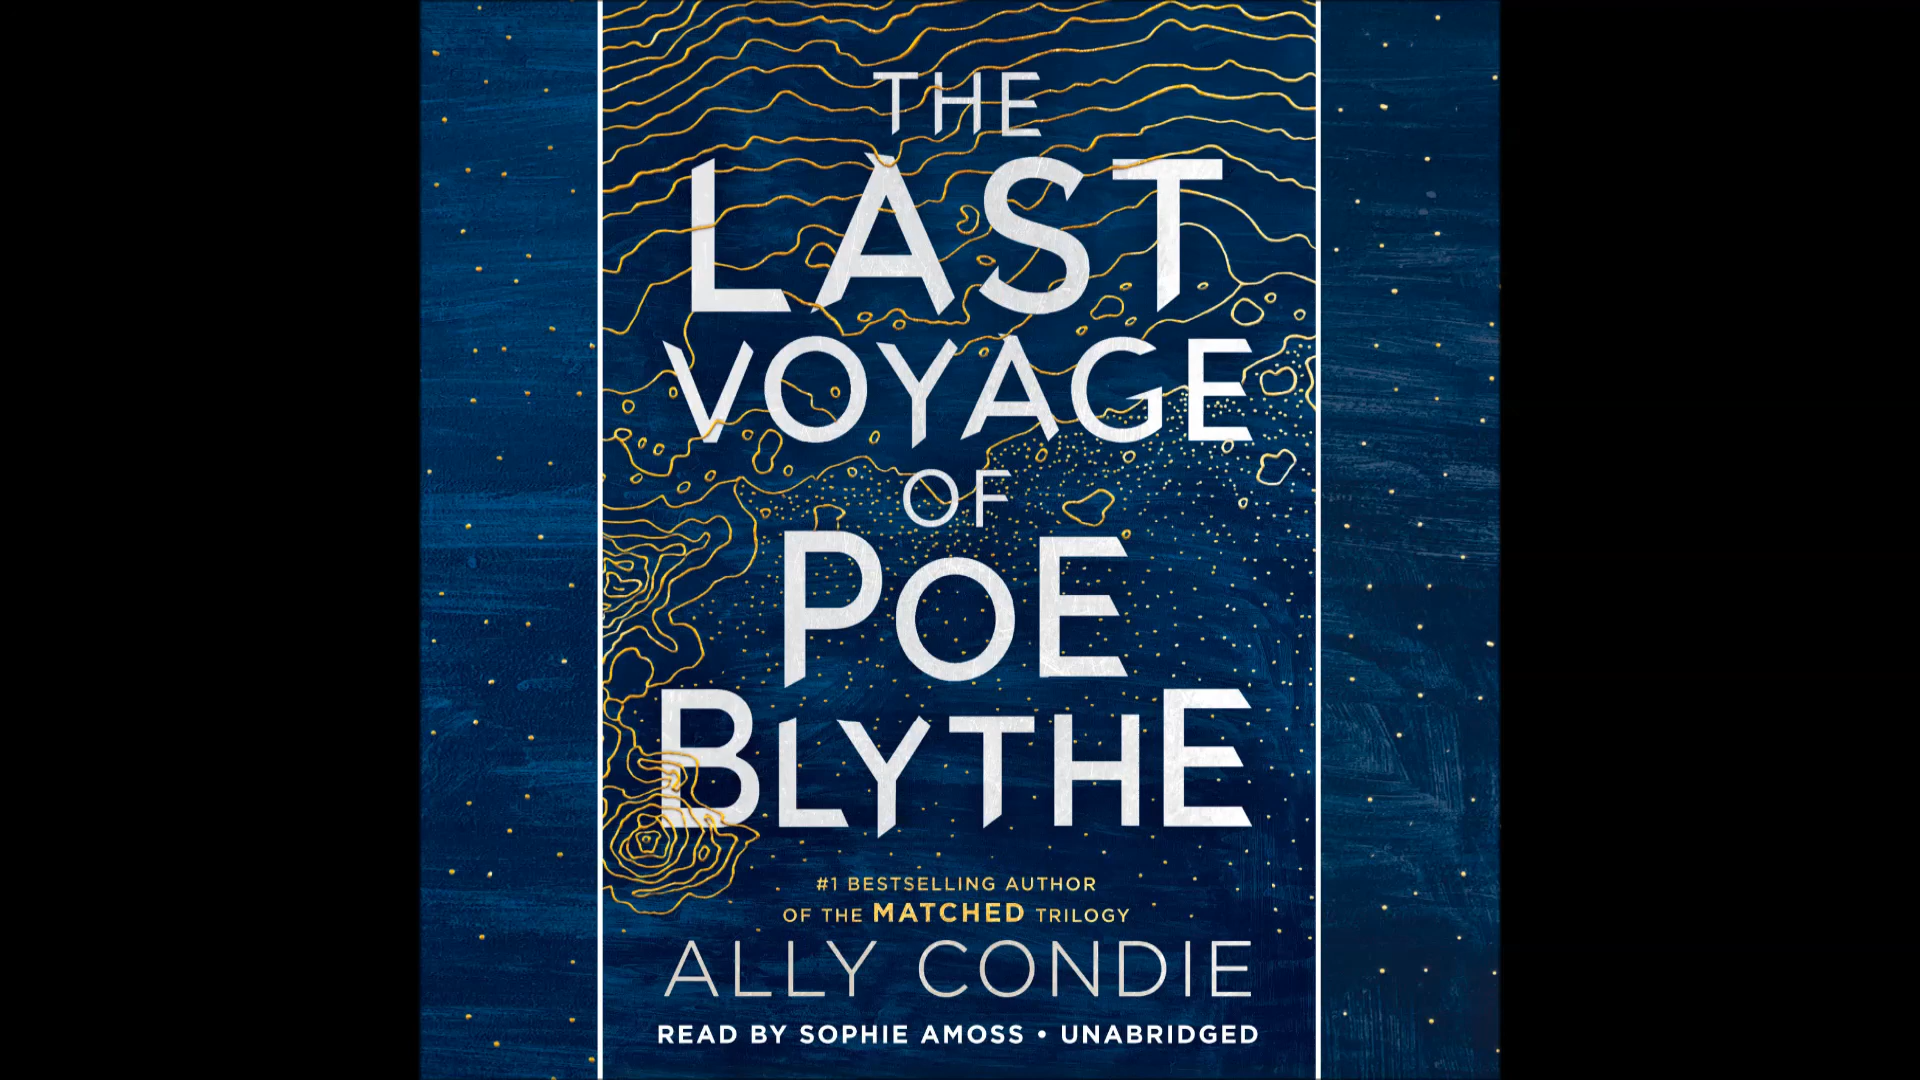 THE
LAST
VOYAGE
OF
POE
BLYTHE
#1 BESTSELLING AUTHOR
OF THE MATCHED TRILOGY
ALLY CONDIE
READ BY SOPHIE AMOSS • UNABRIDGED